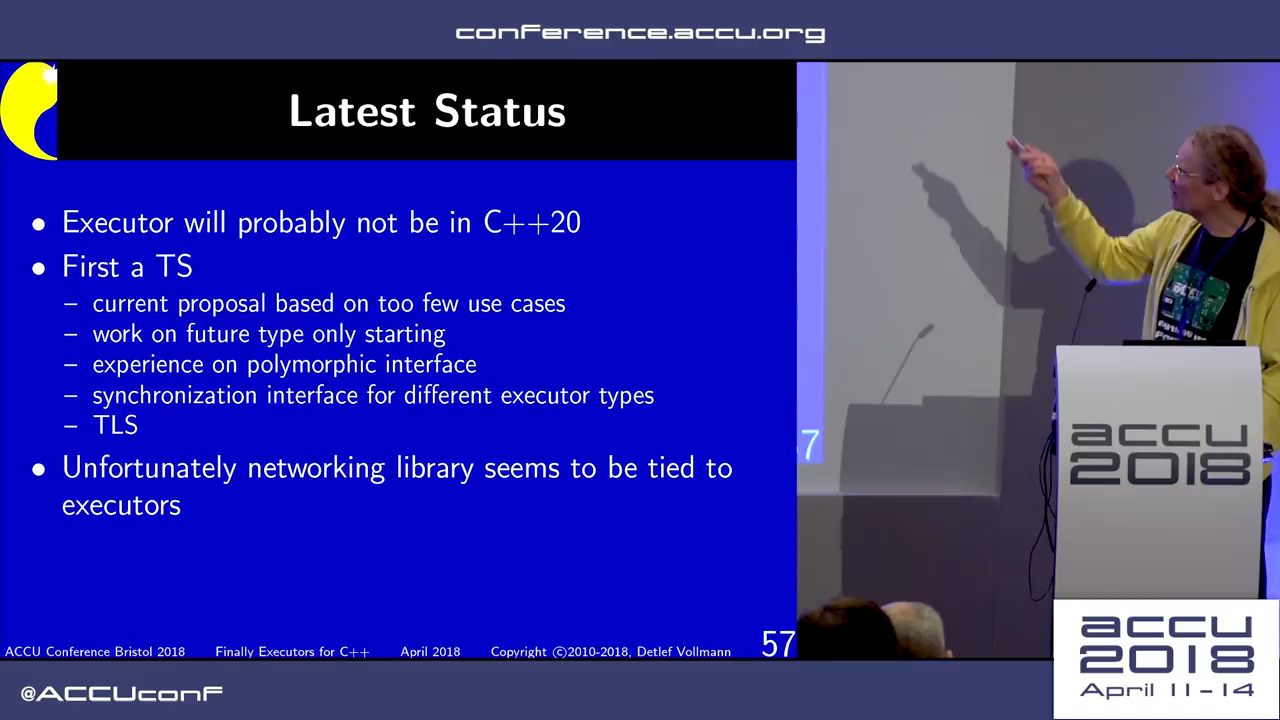 conference.accu.org
Latest Status
• Executor will probably not be in C++20
• First a TS
– current proposal based on too few use cases
– work on future type only starting
– experience on polymorphic interface
– synchronization interface for different executor types
– TLS
• Unfortunately networking library seems to be tied to
executors
ACCU Conference Bristol 2018 Finally Executors for C++ April 2018 Copyright ©2010-2018, Detlef Vollmann 57
7
accu
2018
accu
2018
April 11-14
@ACCUconf